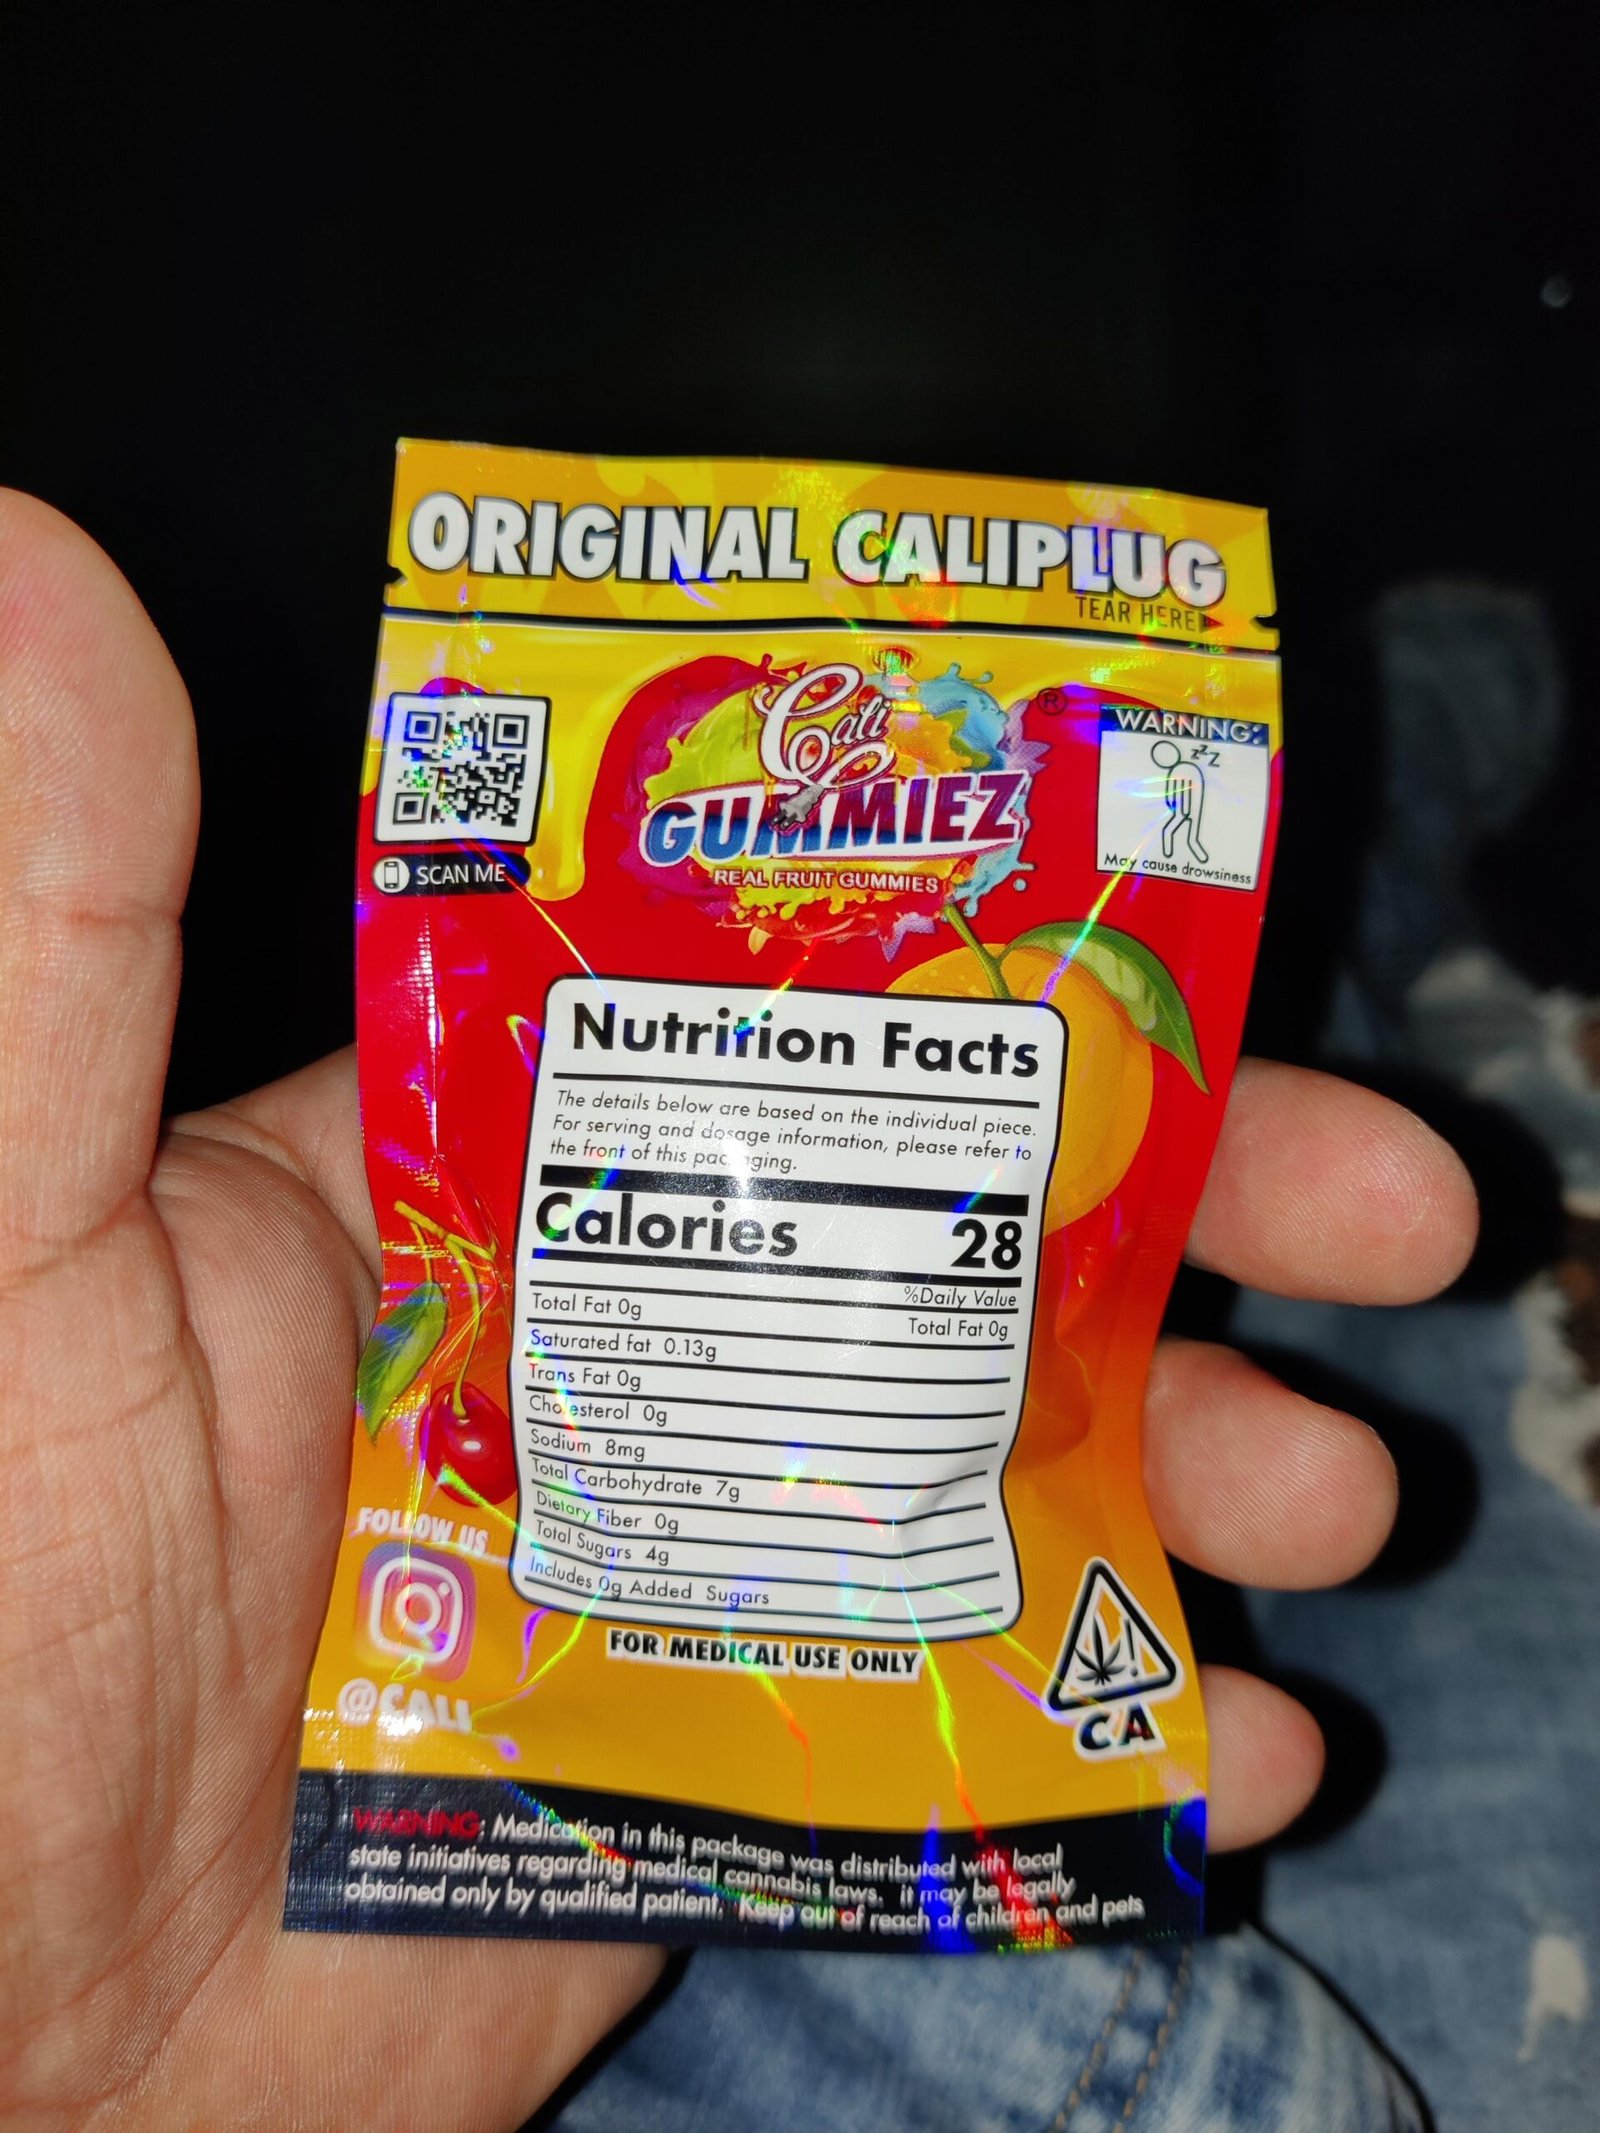 ORIGINAL CALIPLUG
TEAR HERE
Cali
GUMMIEZ
®
REAL FRUIT GUMMIES
SCAN ME
WARNING:
zzz
May cause drowsiness
Nutrition Facts
The details below are based on the individual piece.
For serving and dosage information, please refer to
the front of this packaging.
Calories 28
%Daily Value
Total Fat 0g Total Fat 0g
Saturated fat 0.13g
Trans Fat 0g
Cholesterol 0g
Sodium 8mg
Total Carbohydrate 7g
Dietary Fiber 0g
Total Sugars 4g
Includes 0g Added Sugars
FOR MEDICAL USE ONLY
FOLLOW US
@CALI
!
CA
WARNING: Medication in this package was distributed with local
state initiatives regarding medical cannabis laws. it may be legally
obtained only by qualified patient. Keep out of reach of children and pets